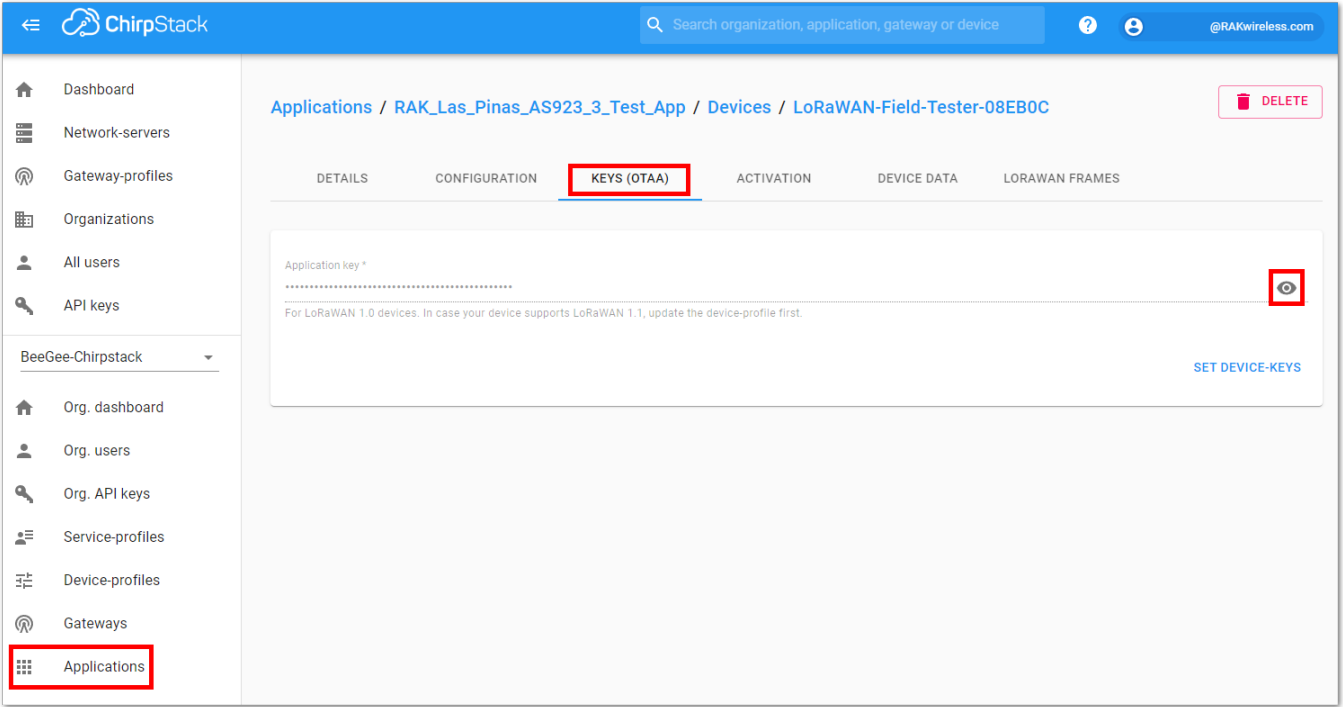 ChirpStack
Search organization, application, gateway or device
?
@RAKwireless.com
Dashboard
Network-servers
Gateway-profiles
Organizations
All users
API keys
BeeGee-Chirpstack
Org. dashboard
Org. users
Org. API keys
Service-profiles
Device-profiles
Gateways
Applications
Applications / RAK_Las_Pinas_AS923_3_Test_App / Devices / LoRaWAN-Field-Tester-08EB0C
DELETE
DETAILS CONFIGURATION KEYS (OTAA) ACTIVATION DEVICE DATA LORAWAN FRAMES
Application key *
••••••••••••••••••••••••••••••••••••••••••••••••
For LoRaWAN 1.0 devices. In case your device supports LoRaWAN 1.1, update the device-profile first.
SET DEVICE-KEYS